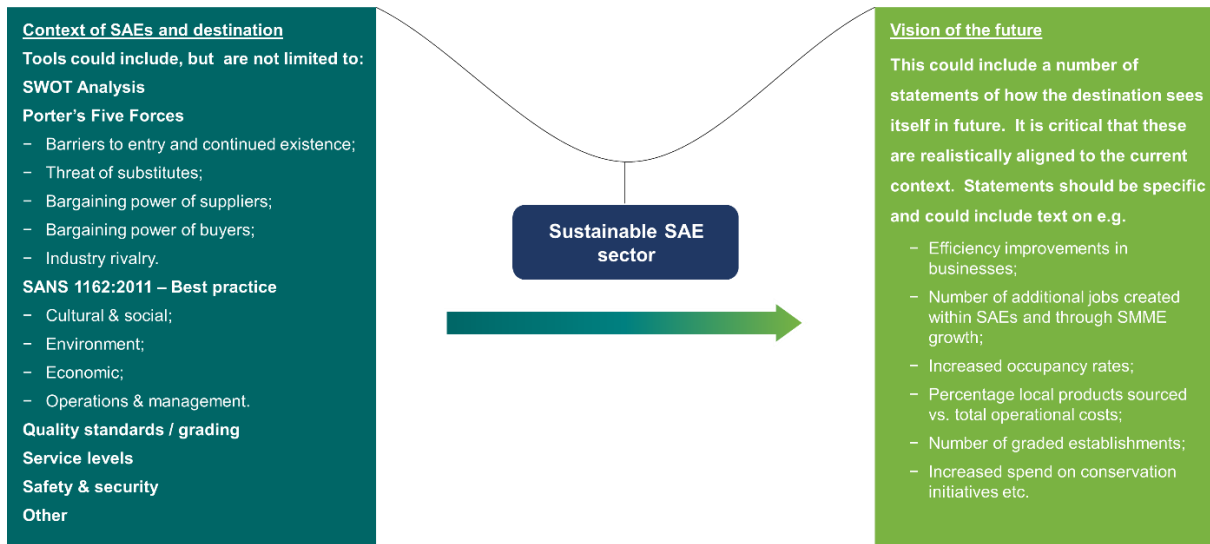 Context of SAEs and destination
Tools could include, but are not limited to:
SWOT Analysis
Porter's Five Forces
− Barriers to entry and continued existence;
− Threat of substitutes;
− Bargaining power of suppliers;
− Bargaining power of buyers;
− Industry rivalry.
SANS 1162:2011 – Best practice
− Cultural & social;
− Environment;
− Economic;
− Operations & management.
Quality standards / grading
Service levels
Safety & security
Other
Sustainable SAE
sector
Vision of the future
This could include a number of
statements of how the destination sees
itself in future. It is critical that these
are realistically aligned to the current
context. Statements should be specific
and could include text on e.g.
− Efficiency improvements in
businesses;
− Number of additional jobs created
within SAEs and through SMME
growth;
− Increased occupancy rates;
− Percentage local products sourced
vs. total operational costs;
− Number of graded establishments;
− Increased spend on conservation
initiatives etc.